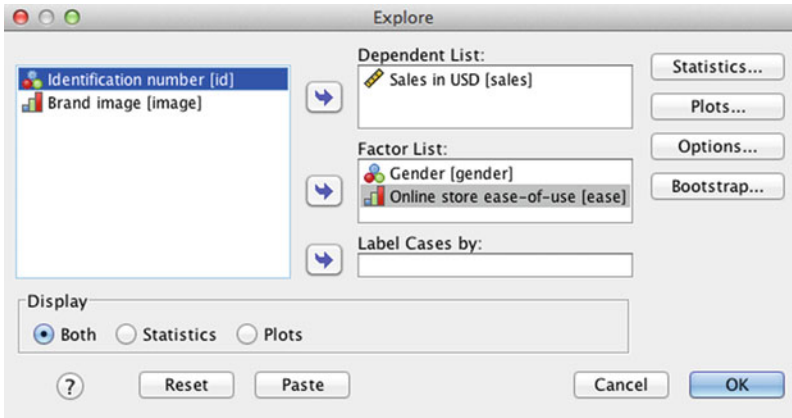 Explore
Identification number [id]
Brand image [image]
Dependent List:
Sales in USD [sales]
Factor List:
Gender [gender]
Online store ease-of-use [ease]
Label Cases by:
Statistics...
Plots...
Options...
Bootstrap...
Display
Both Statistics Plots
? Reset Paste Cancel OK